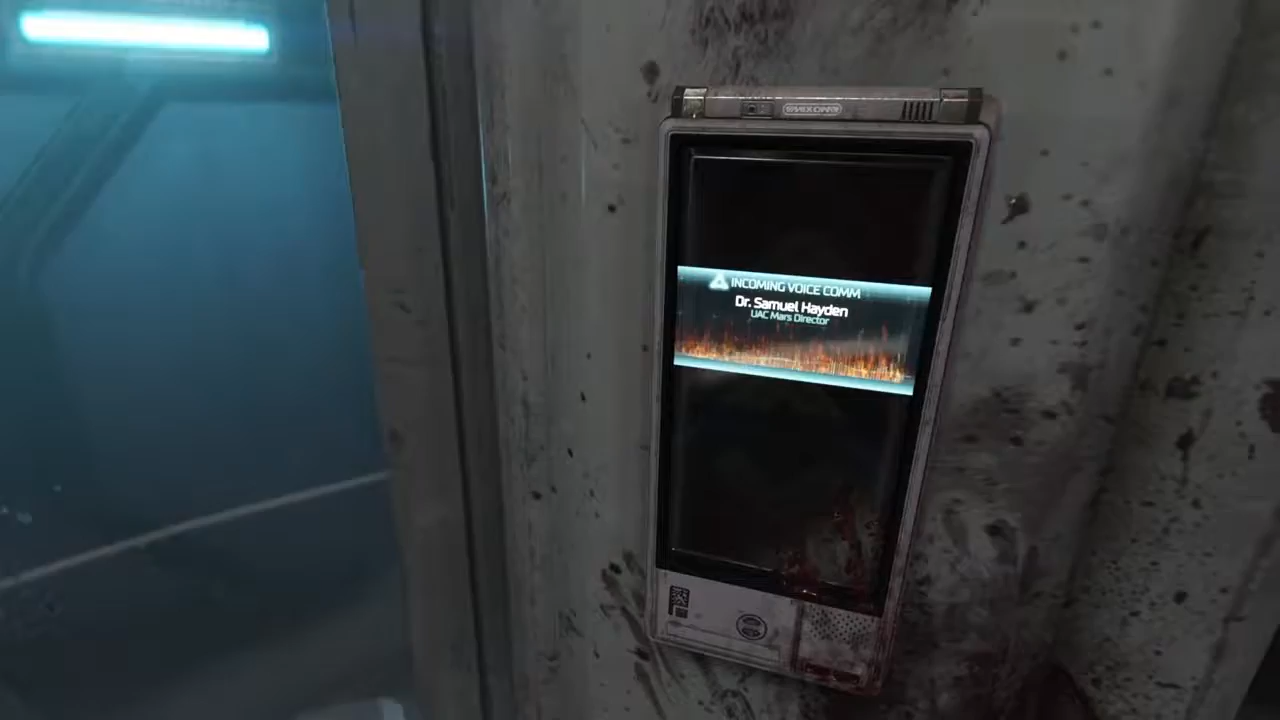 INCOMING VOICE COMM
Dr. Samuel Hayden
UAC Mars Director